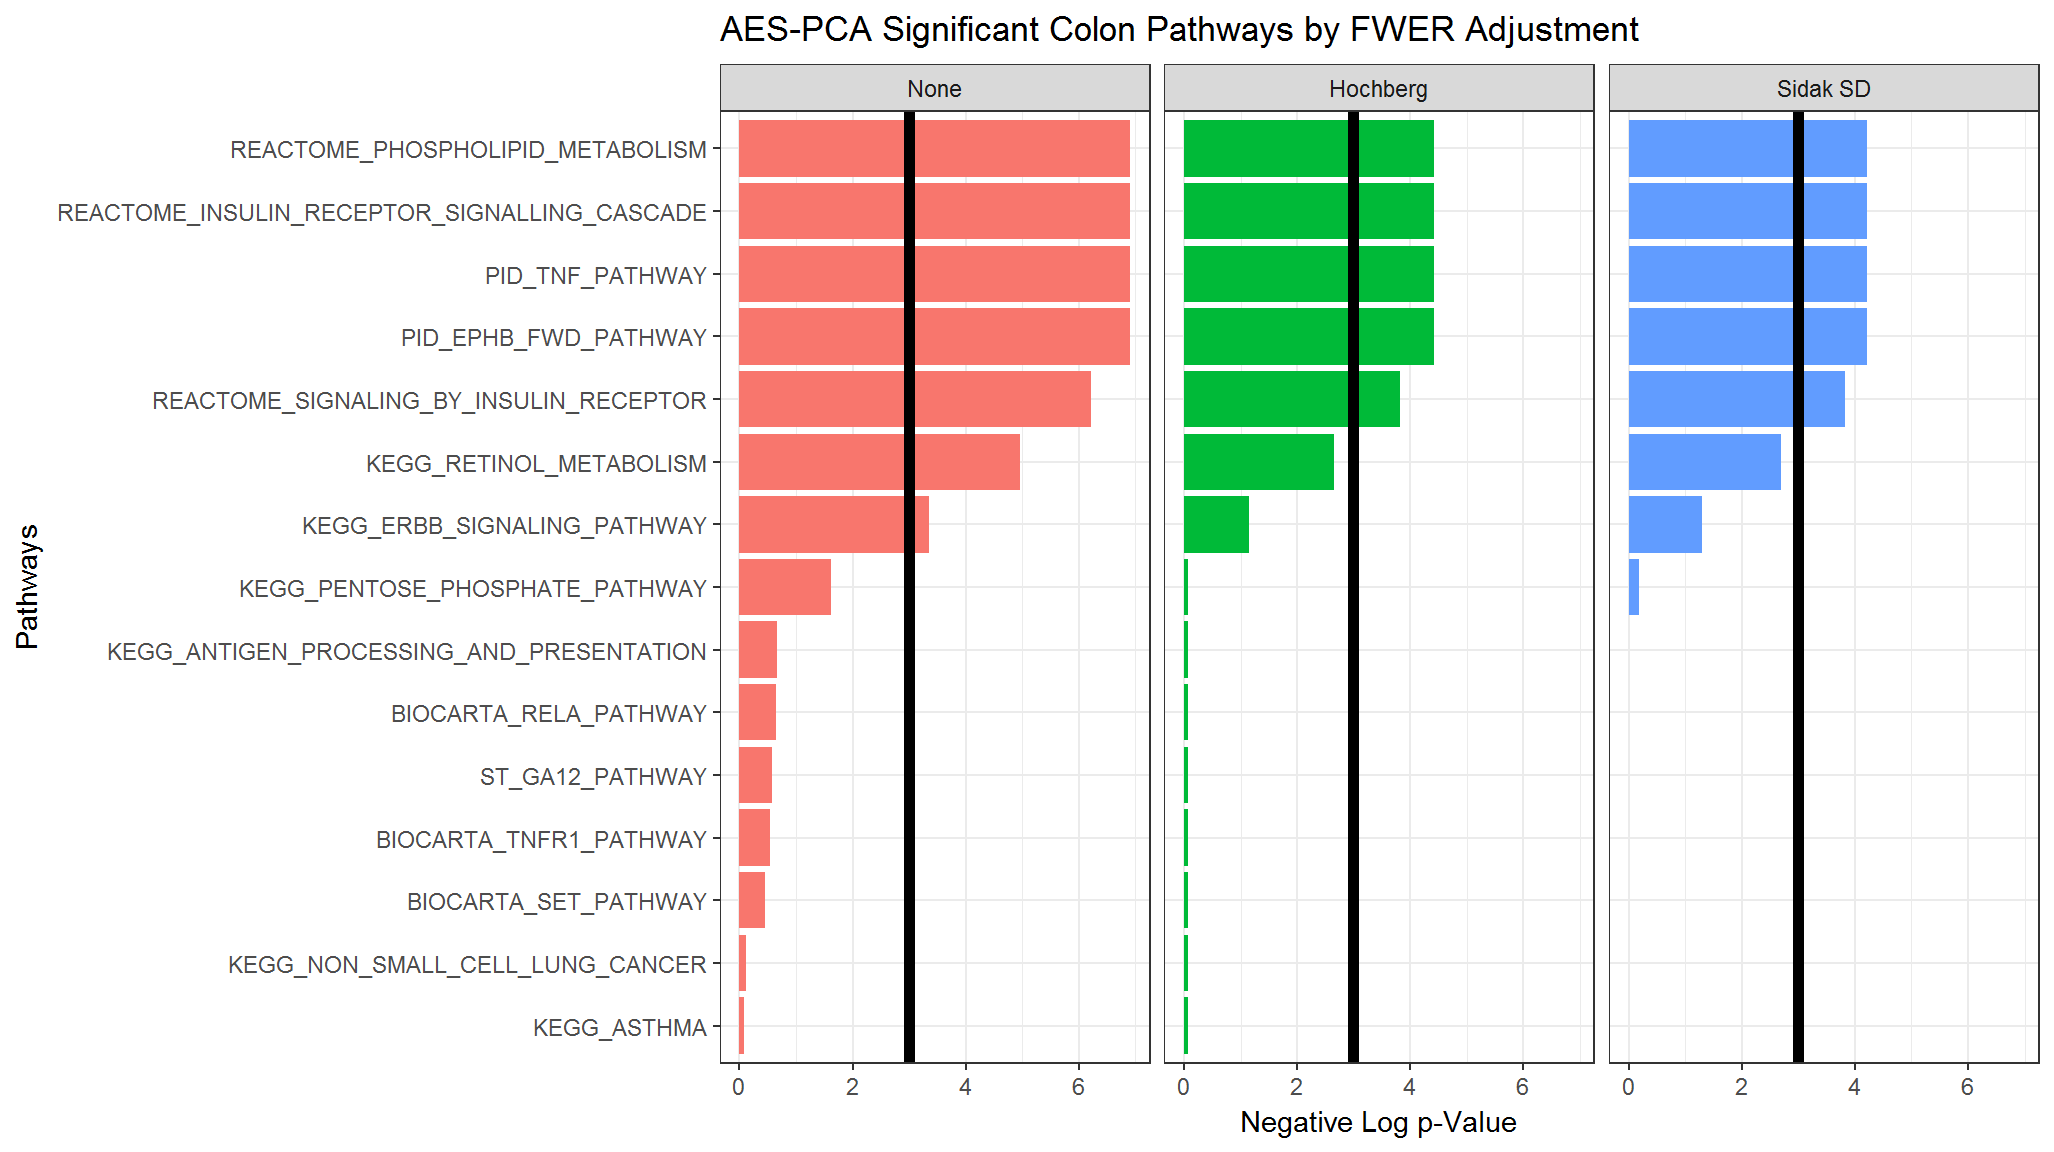 AES-PCA Significant Colon Pathways by FWER Adjustment
None
Hochberg
Sidak SD
REACTOME_PHOSPHOLIPID_METABOLISM
REACTOME_INSULIN_RECEPTOR_SIGNALLING_CASCADE
PID_TNF_PATHWAY
PID_EPHB_FWD_PATHWAY
REACTOME_SIGNALING_BY_INSULIN_RECEPTOR
KEGG_RETINOL_METABOLISM
KEGG_ERBB_SIGNALING_PATHWAY
KEGG_PENTOSE_PHOSPHATE_PATHWAY
KEGG_ANTIGEN_PROCESSING_AND_PRESENTATION
BIOCARTA_RELA_PATHWAY
ST_GA12_PATHWAY
BIOCARTA_TNFR1_PATHWAY
BIOCARTA_SET_PATHWAY
KEGG_NON_SMALL_CELL_LUNG_CANCER
KEGG_ASTHMA
Pathways
0 2 4 6
0 2 4 6
0 2 4 6
Negative Log p-Value